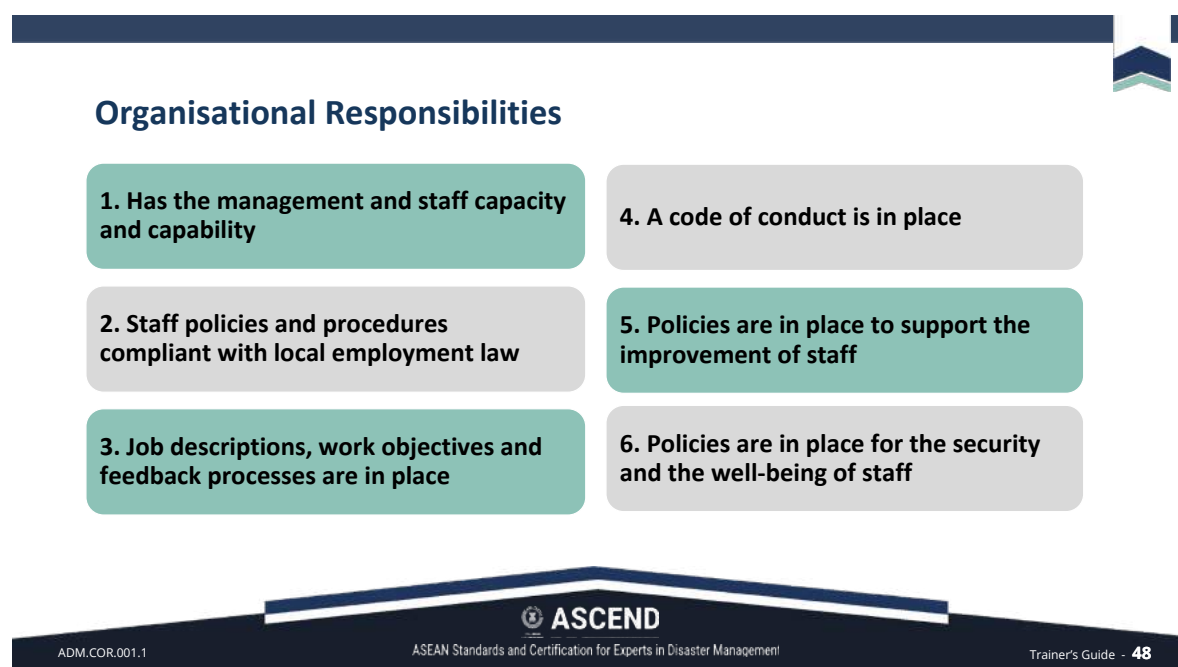 Organisational Responsibilities
1. Has the management and staff capacity
and capability
2. Staff policies and procedures
compliant with local employment law
3. Job descriptions, work objectives and
feedback processes are in place
4. A code of conduct is in place
5. Policies are in place to support the
improvement of staff
6. Policies are in place for the security
and the well-being of staff
ASCEND
ASEAN Standards and Certification for Experts in Disaster Management
ADM.COR.001.1
Trainer's Guide - 48